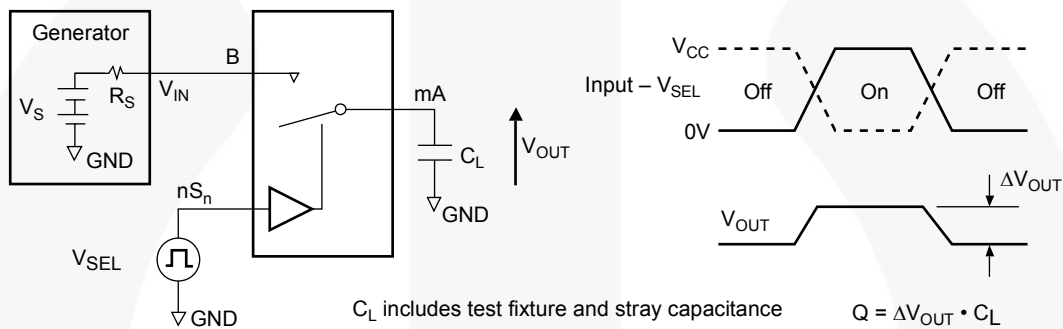 Generator
V_S
R_S
GND
V_IN
B
mA
C_L
GND
V_OUT
nS_n
V_SEL
GND
C_L includes test fixture and stray capacitance
V_CC
Input – V_SEL
0V
Off
On
Off
V_OUT
ΔV_OUT
Q = ΔV_OUT • C_L